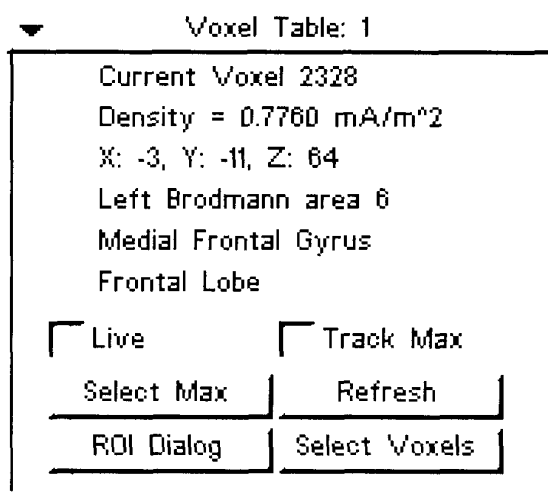 Voxel Table: 1
Current Voxel 2328
Density = 0.7760 mA/m^2
X: -3, Y: -11, Z: 64
Left Brodmann area 6
Medial Frontal Gyrus
Frontal Lobe
Live Track Max
Select Max Refresh
ROI Dialog Select Voxels